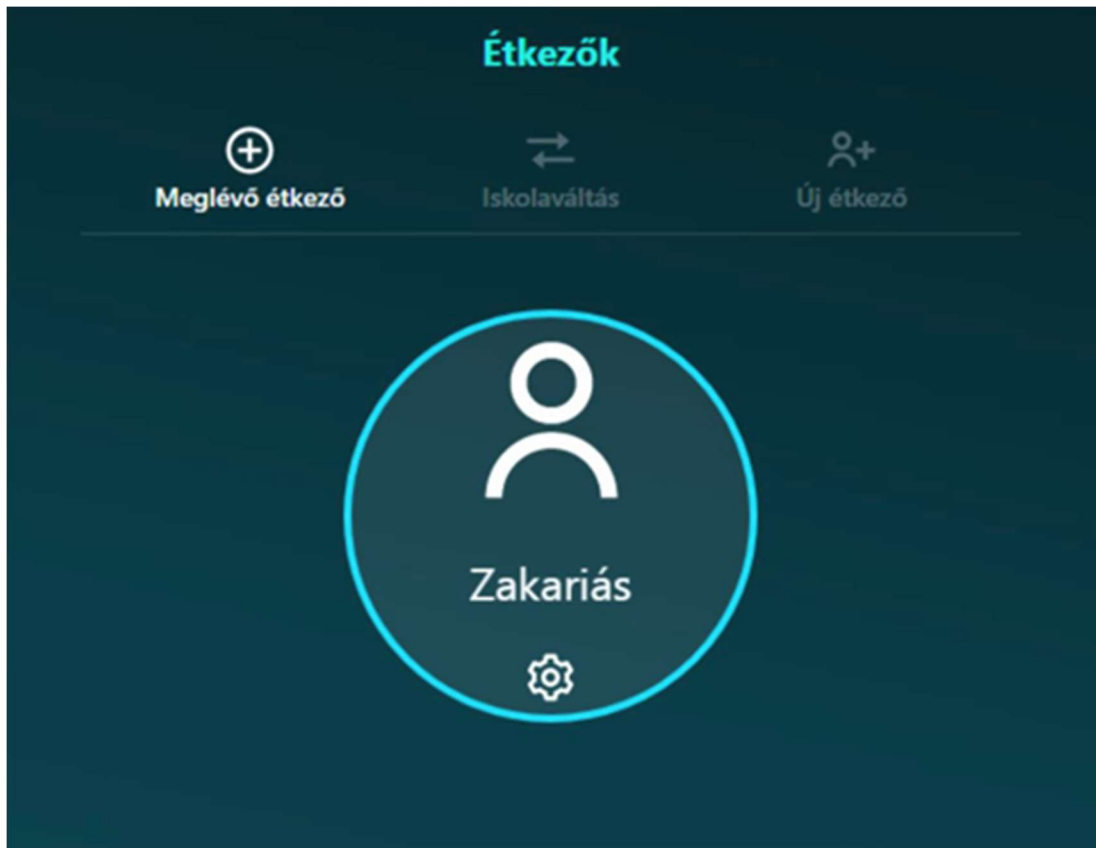 Étkezők
Meglévő étkező
Iskolaváltás
Új étkező
Zakariás